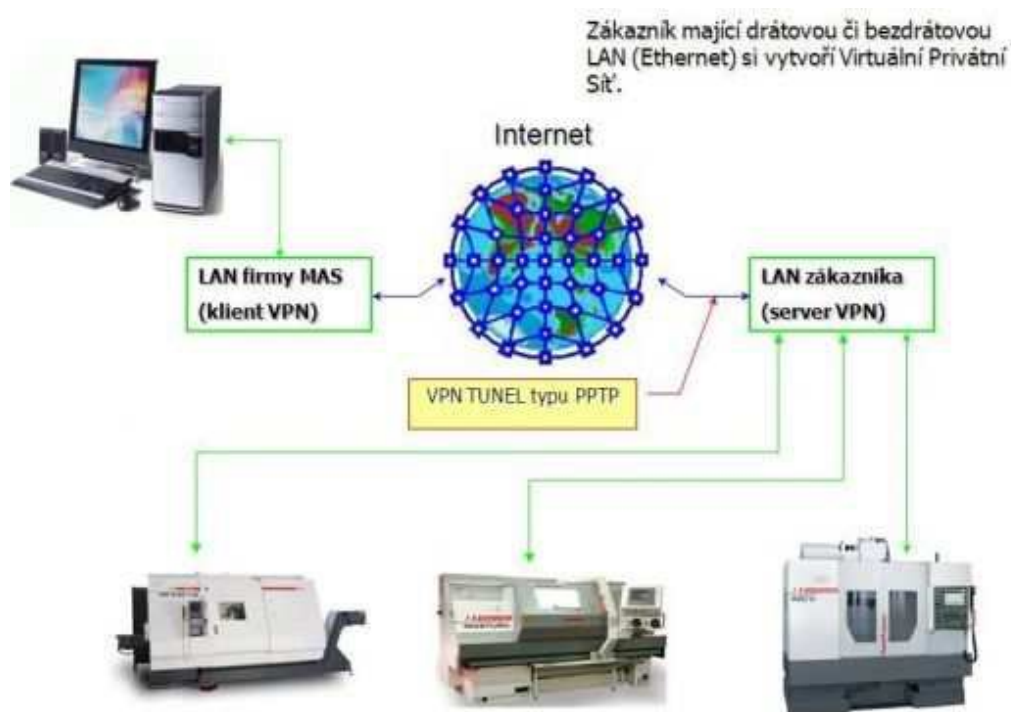 Zákazník mající drátovou či bezdrátovou
LAN (Ethernet) si vytvoří Virtuální Privátní
Síť.
Internet
LAN firmy MAS
(klient VPN)
LAN zákazníka
(server VPN)
VPN TUNEL typu PPTP